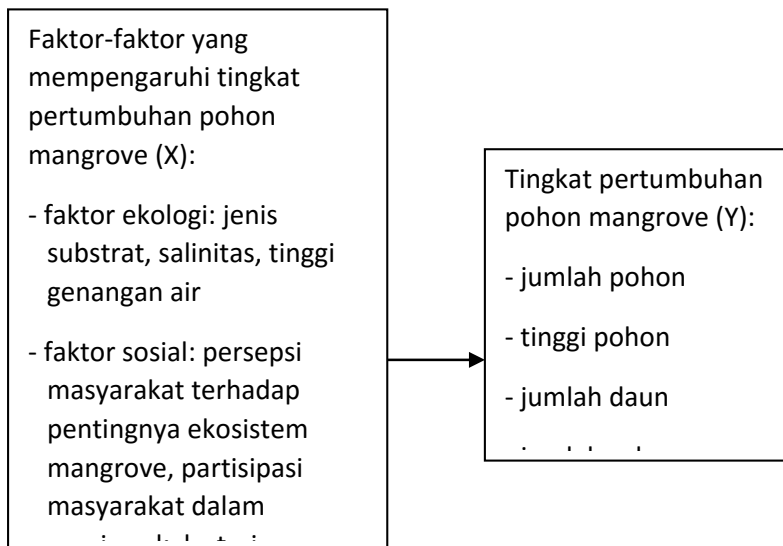 Faktor-faktor yang
mempengaruhi tingkat
pertumbuhan pohon
mangrove (X):
- faktor ekologi: jenis
substrat, salinitas, tinggi
genangan air
- faktor sosial: persepsi
masyarakat terhadap
pentingnya ekosistem
mangrove, partisipasi
masyarakat dalam
Tingkat pertumbuhan
pohon mangrove (Y):
- jumlah pohon
- tinggi pohon
- jumlah daun